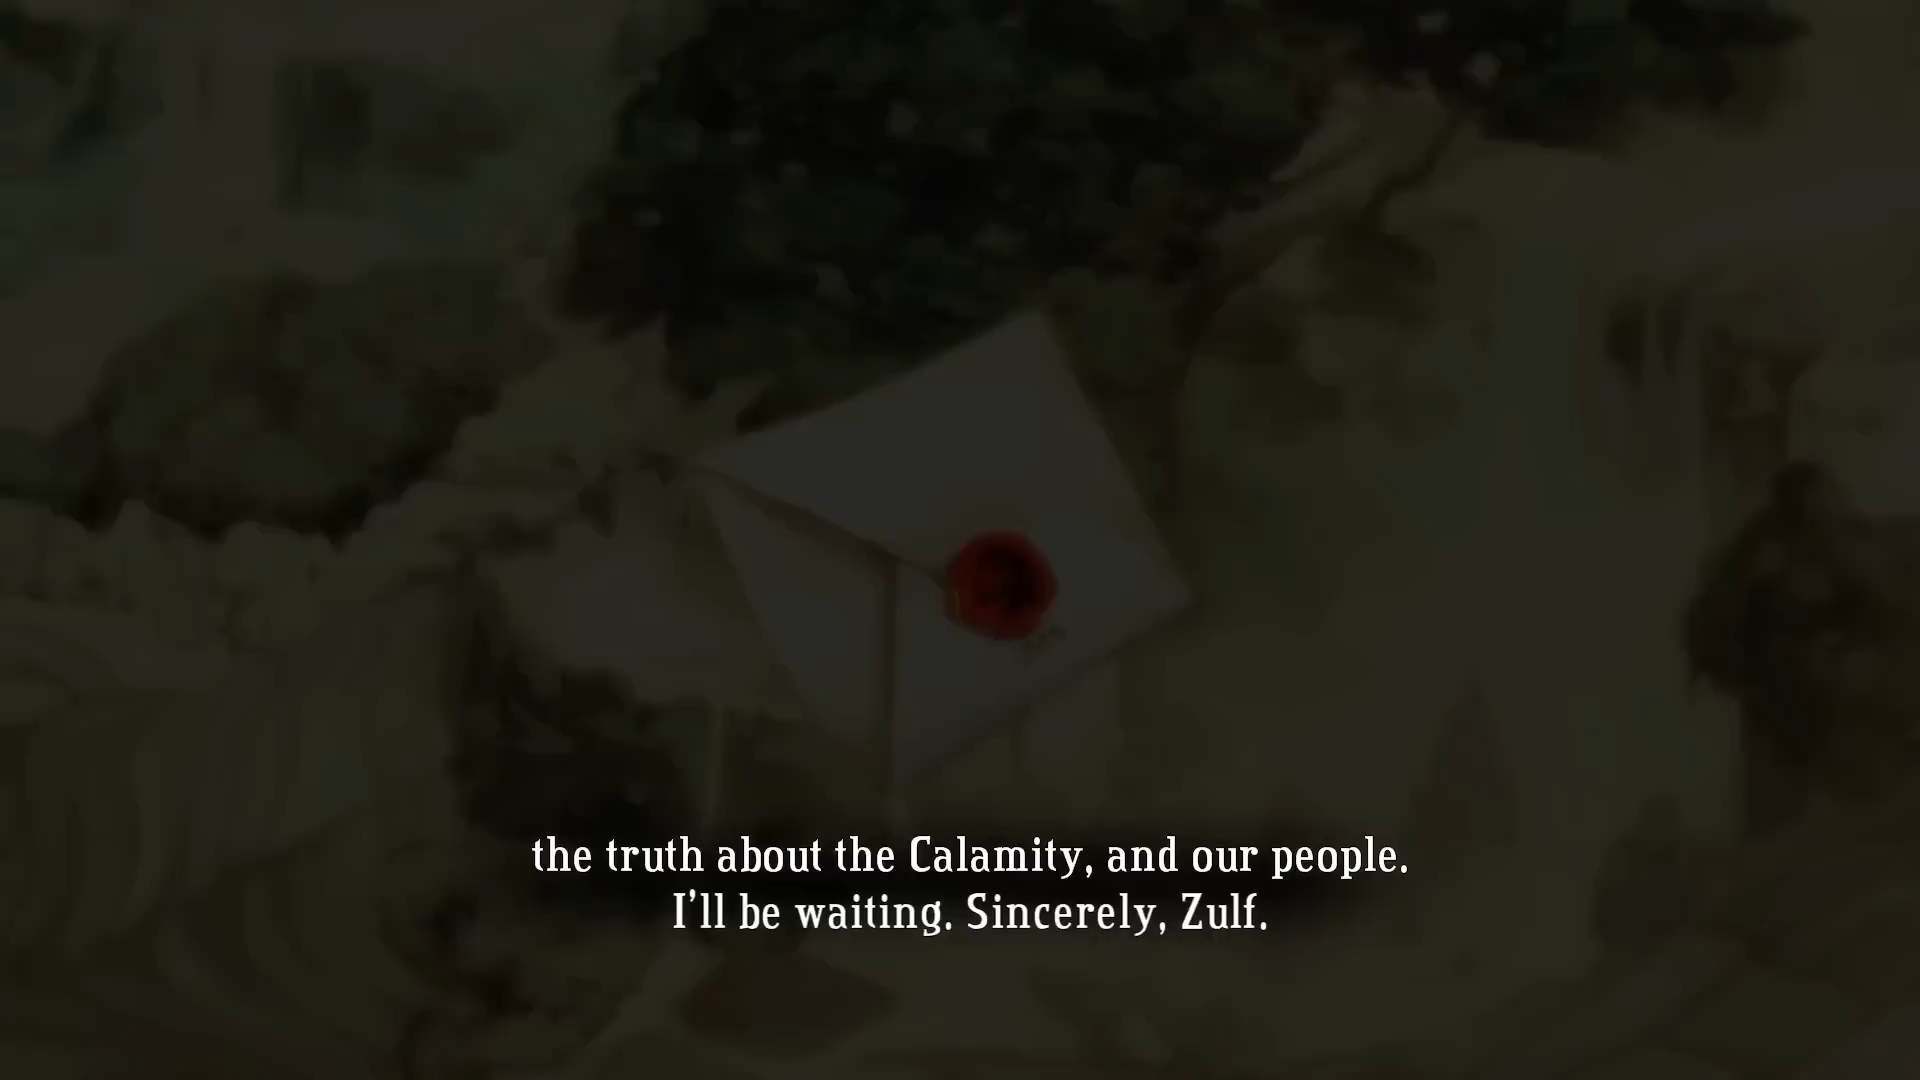 the truth about the Calamity, and our people.
I'll be waiting. Sincerely, Zulf.